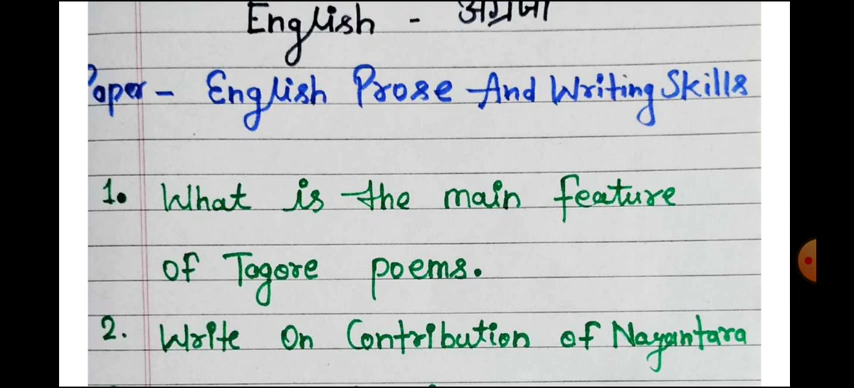 English - अंग्रेजी
Paper - English Prose And Writing Skills
1. What is the main feature
of Tagore poems.
2. Write On Contribution of Nayantara